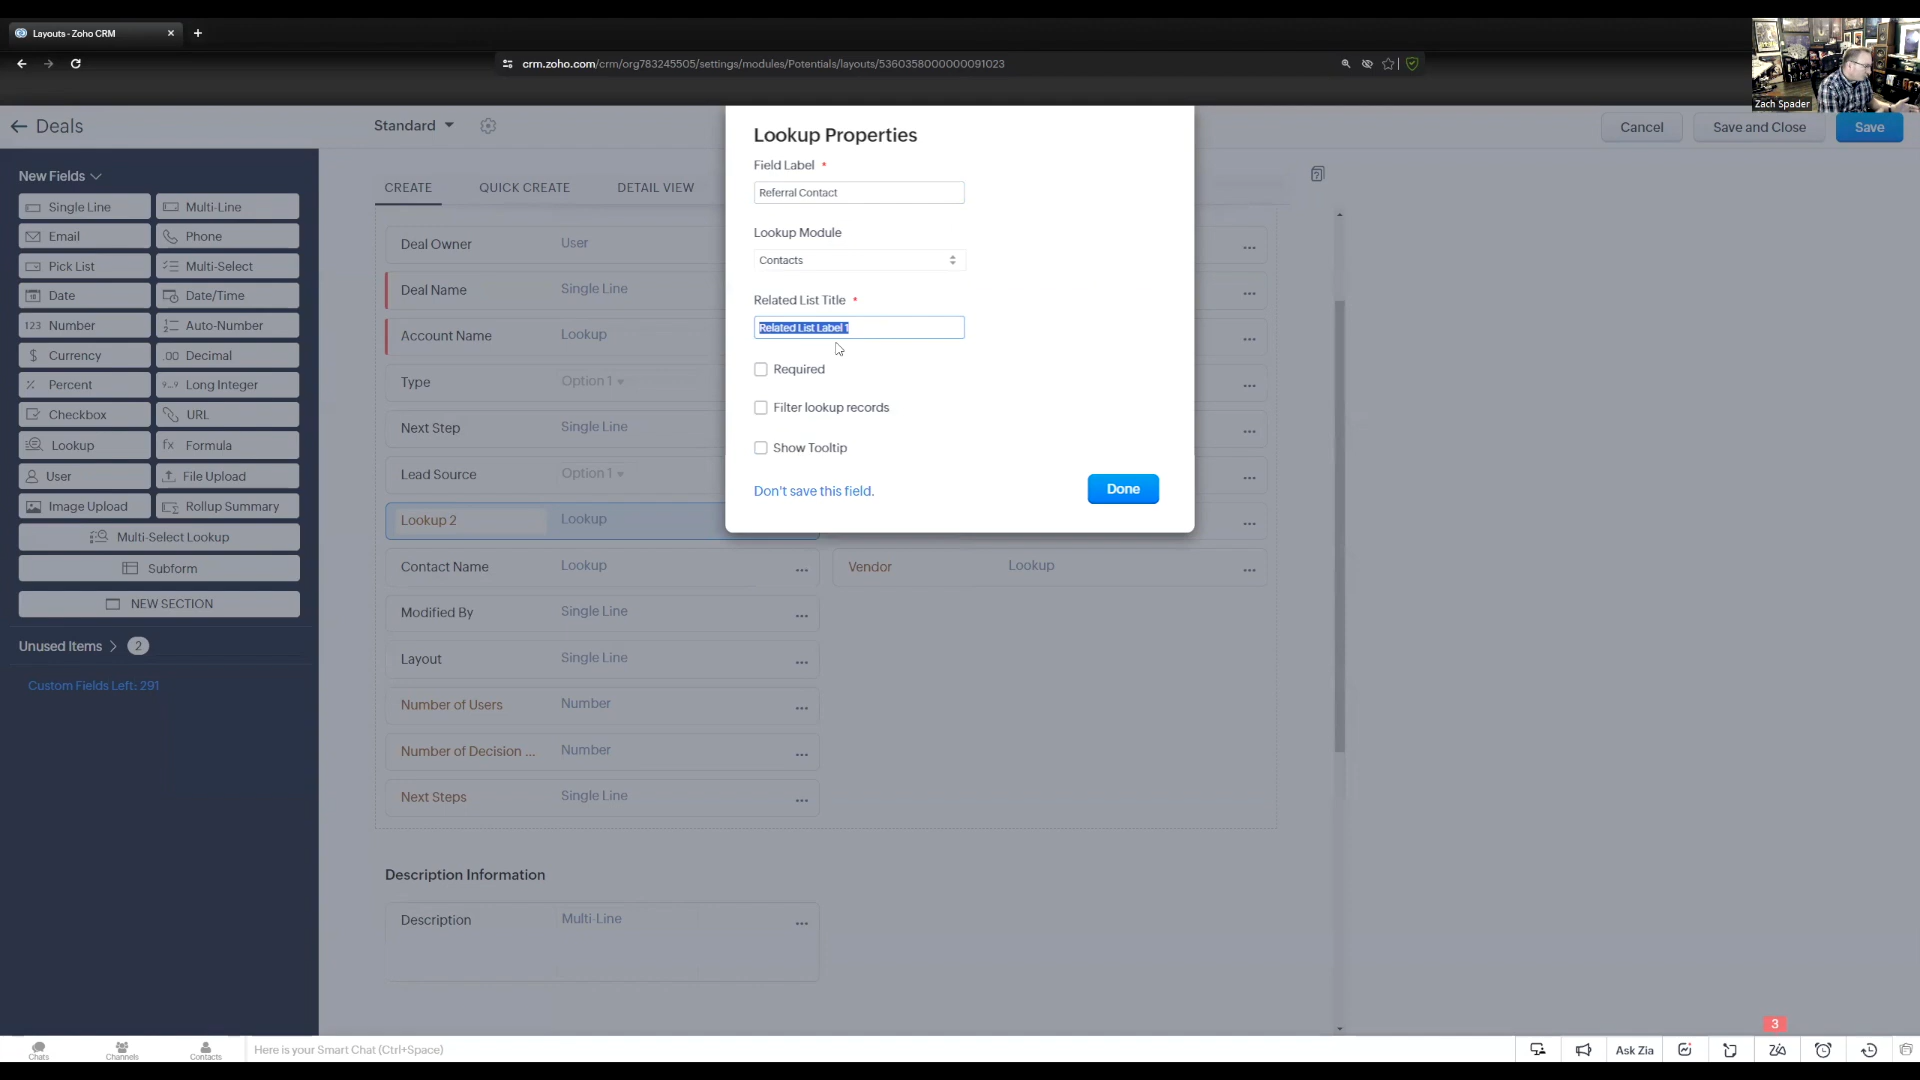 Layouts - Zoho CRM
crm.zoho.com/crm/org783245505/settings/modules/Potentials/layouts/5360358000000091023
Zach Spader
Deals
Standard
Cancel
Save and Close
Save
New Fields
Single Line
Multi-Line
Email
Phone
Pick List
Multi-Select
Date
Date/Time
123 Number
Auto-Number
$ Currency
.00 Decimal
% Percent
Long Integer
Checkbox
URL
Lookup
fx Formula
User
File Upload
Image Upload
Rollup Summary
Multi-Select Lookup
Subform
NEW SECTION
Unused Items
2
Custom Fields Left: 291
CREATE
QUICK CREATE
DETAIL VIEW
Deal Owner
User
Deal Name
Single Line
Account Name
Lookup
Type
Option 1
Next Step
Single Line
Lead Source
Option 1
Lookup 2
Lookup
Contact Name
Lookup
Vendor
Lookup
Modified By
Single Line
Layout
Single Line
Number of Users
Number
Number of Decision ...
Number
Next Steps
Single Line
Description Information
Description
Multi-Line
Lookup Properties
Field Label *
Referral Contact
Lookup Module
Contacts
Related List Title *
Related List Label 1
Required
Filter lookup records
Show Tooltip
Don't save this field.
Done
3
Chats
Channels
Contacts
Here is your Smart Chat (Ctrl+Space)
Ask Zia